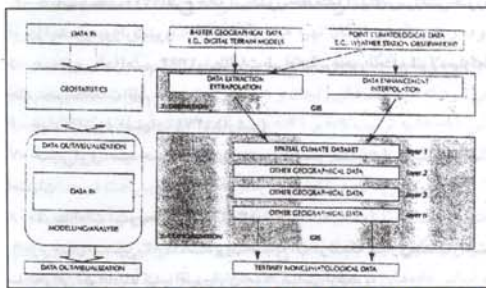 DATA IN
RASTER GEOGRAPHICAL DATA
E.G., DIGITAL TERRAIN MODELS
POINT CLIMATOLOGICAL DATA
E.G., WEATHER STATION OBSERVATIONS
GEOSTATISTICS
DATA EXTRACTION
EXTRAPOLATION
DATA ENHANCEMENT
INTERPOLATION
GIS
DATA OUT/VISUALIZATION
DATA IN
MODELLING/ANALYSIS
SPATIAL CLIMATE DATASET
layer 1
OTHER GEOGRAPHICAL DATA
layer 2
OTHER GEOGRAPHICAL DATA
layer 3
OTHER GEOGRAPHICAL DATA
layer n
GIS
DATA OUT/VISUALIZATION
TERTIARY NONCLIMATOLOGICAL DATA